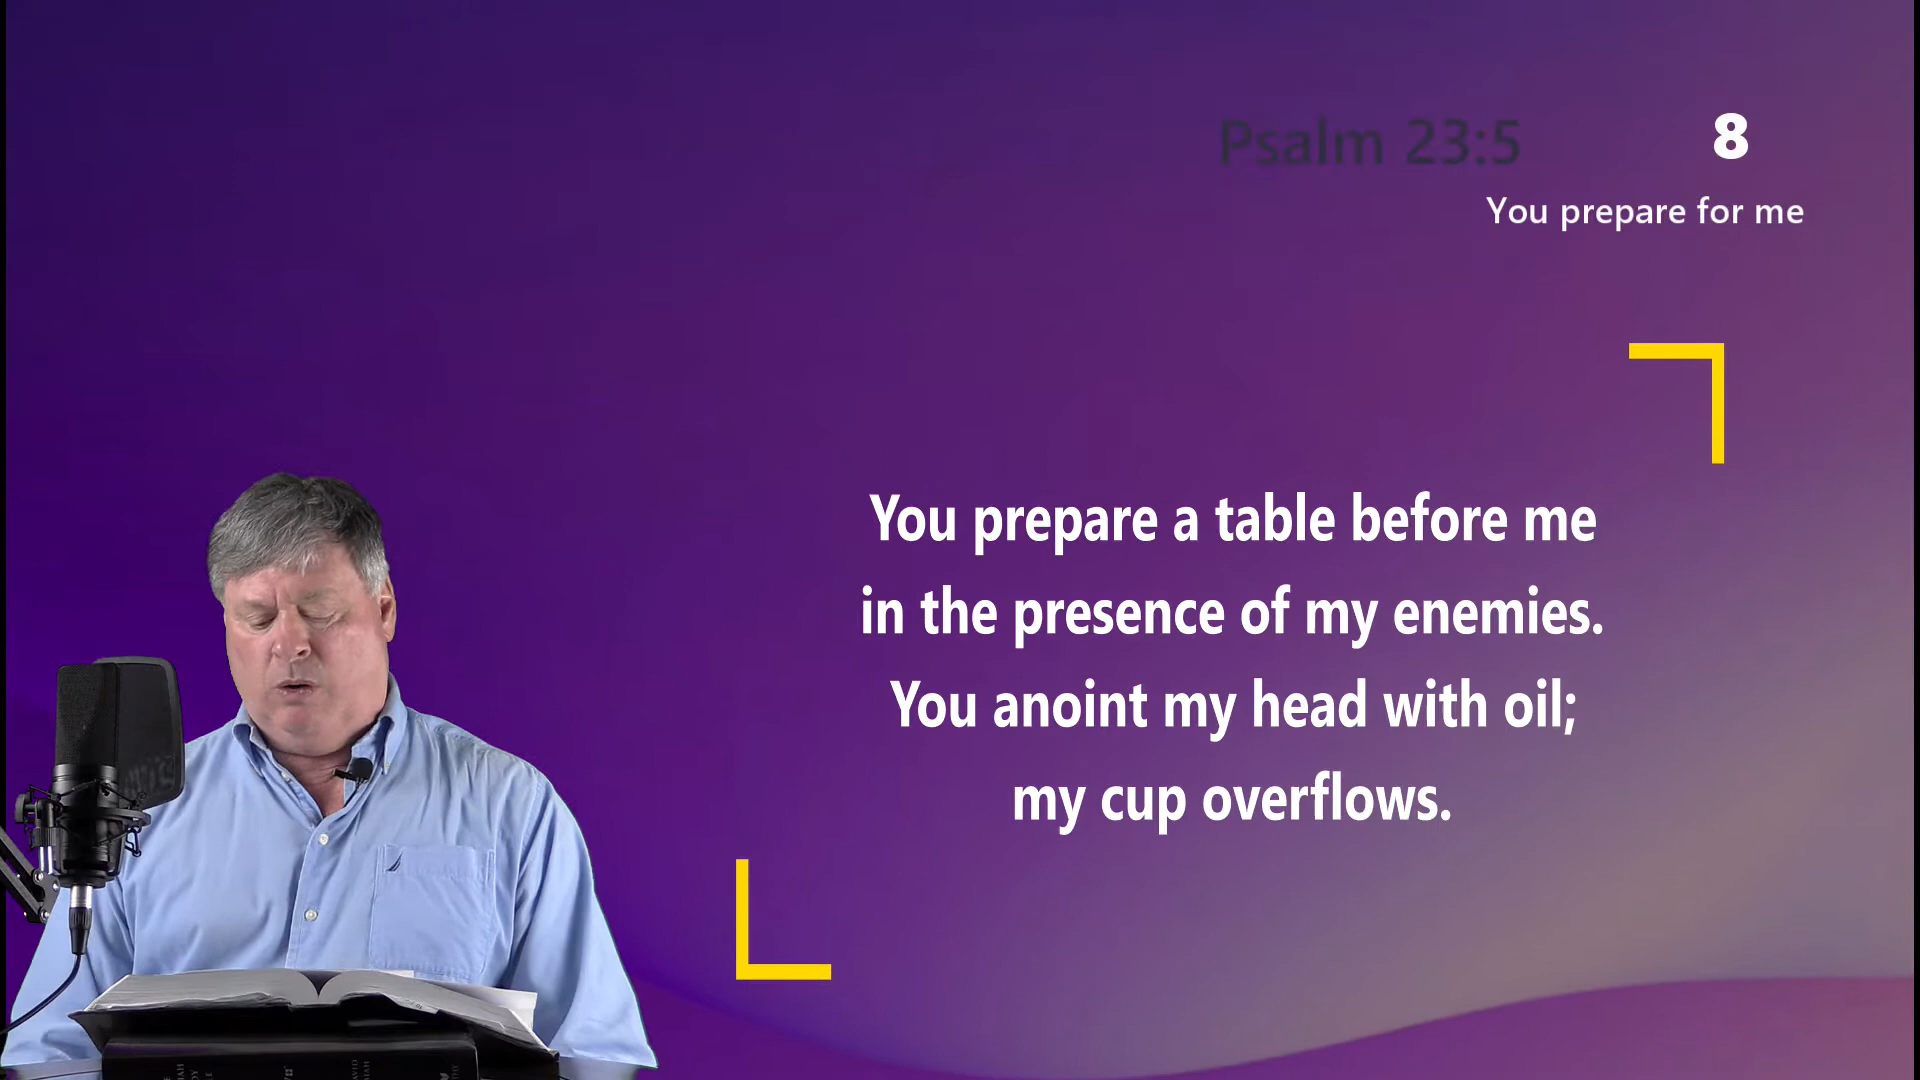 Psalm 23:5
8
You prepare for me
You prepare a table before me
in the presence of my enemies.
You anoint my head with oil;
my cup overflows.